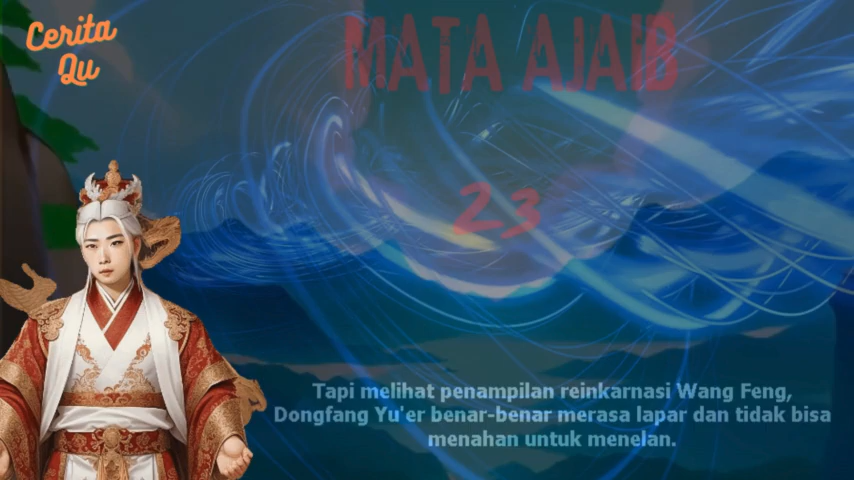 Cerita
Qu
MATA AJAIB
23
Tapi melihat penampilan reinkarnasi Wang Feng,
Dongfang Yu'er benar-benar merasa lapar dan tidak bisa
menahan untuk menelan.